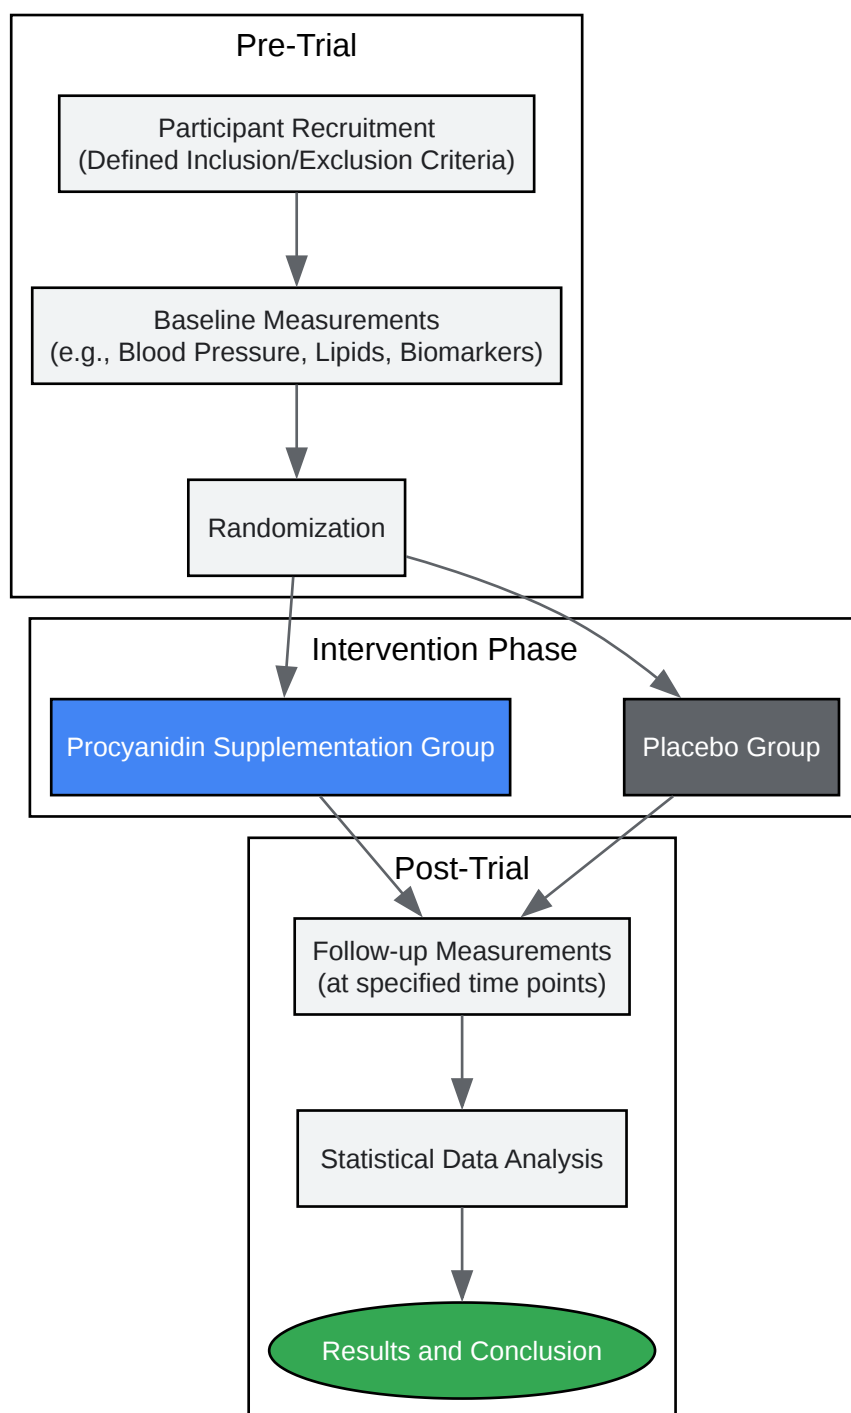 Pre-Trial
Participant Recruitment
(Defined Inclusion/Exclusion Criteria)
Baseline Measurements
(e.g., Blood Pressure, Lipids, Biomarkers)
Randomization
Intervention Phase
Procyanidin Supplementation Group
Placebo Group
Post-Trial
Follow-up Measurements
(at specified time points)
Statistical Data Analysis
Results and Conclusion